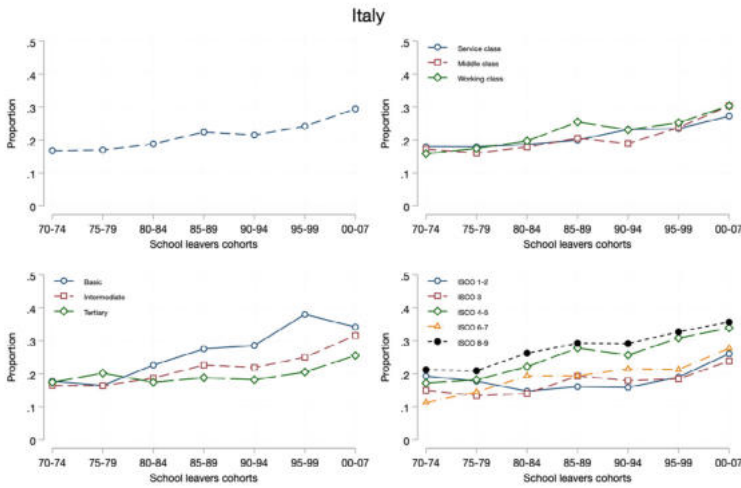 Italy
.5
.4
.3
.2
.1
0
Proportion
70-74 75-79 80-84 85-89 90-94 95-99 00-07
School leavers cohorts
Service class
Middle class
Working class
.5
.4
.3
.2
.1
0
Proportion
70-74 75-79 80-84 85-89 90-94 95-99 00-07
School leavers cohorts
Basic
Intermediate
Tertiary
.5
.4
.3
.2
.1
0
Proportion
70-74 75-79 80-84 85-89 90-94 95-99 00-07
School leavers cohorts
ISCO 1-2
ISCO 3
ISCO 4-5
ISCO 6-7
ISCO 8-9
.5
.4
.3
.2
.1
0
Proportion
70-74 75-79 80-84 85-89 90-94 95-99 00-07
School leavers cohorts